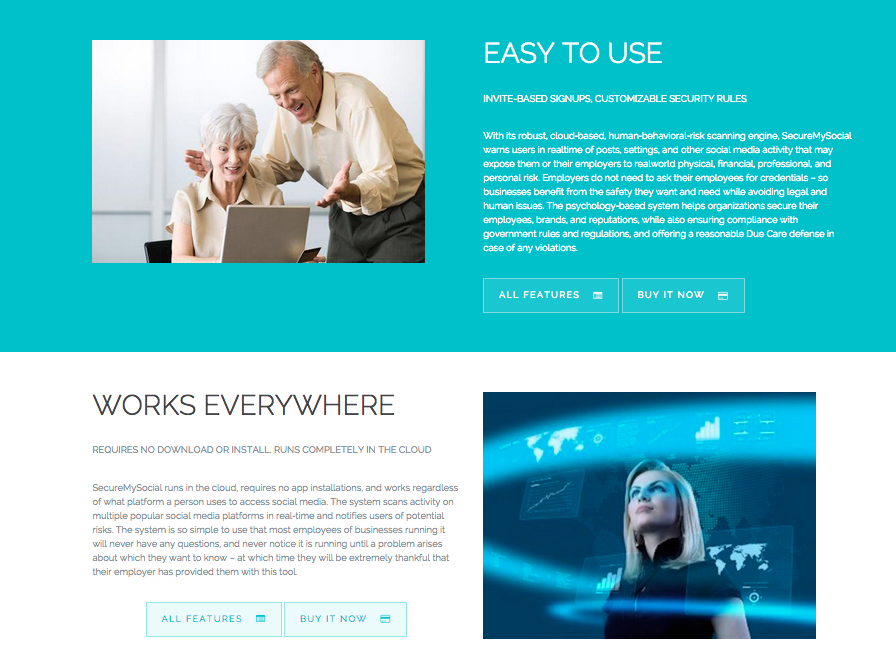 EASY TO USE
INVITE-BASED SIGNUPS, CUSTOMIZABLE SECURITY RULES
With its robust, cloud-based, human-behavioral-risk scanning engine, SecureMySocial
warns users in realtime of posts, settings, and other social media activity that may
expose them or their employers to realworld physical, financial, professional, and
personal risk. Employers do not need to ask their employees for credentials – so
businesses benefit from the safety they want and need while avoiding legal and
human issues. The psychology-based system helps organizations secure their
employees, brands, and reputations, while also ensuring compliance with
government rules and regulations, and offering a reasonable Due Care defense in
case of any violations.
ALL FEATURES
BUY IT NOW
WORKS EVERYWHERE
REQUIRES NO DOWNLOAD OR INSTALL. RUNS COMPLETELY IN THE CLOUD
SecureMySocial runs in the cloud, requires no app installations, and works regardless
of what platform a person uses to access social media. The system scans activity on
multiple popular social media platforms in real-time and notifies users of potential
risks. The system is so simple to use that most employees of businesses running it
will never have any questions, and never notice it is running until a problem arises
about which they want to know – at which time they will be extremely thankful that
their employer has provided them with this tool.
ALL FEATURES
BUY IT NOW